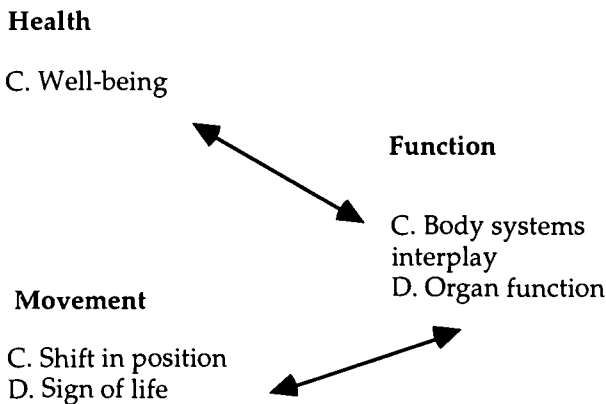 Health
C. Well-being
Function
C. Body systems
interplay
D. Organ function
Movement
C. Shift in position
D. Sign of life